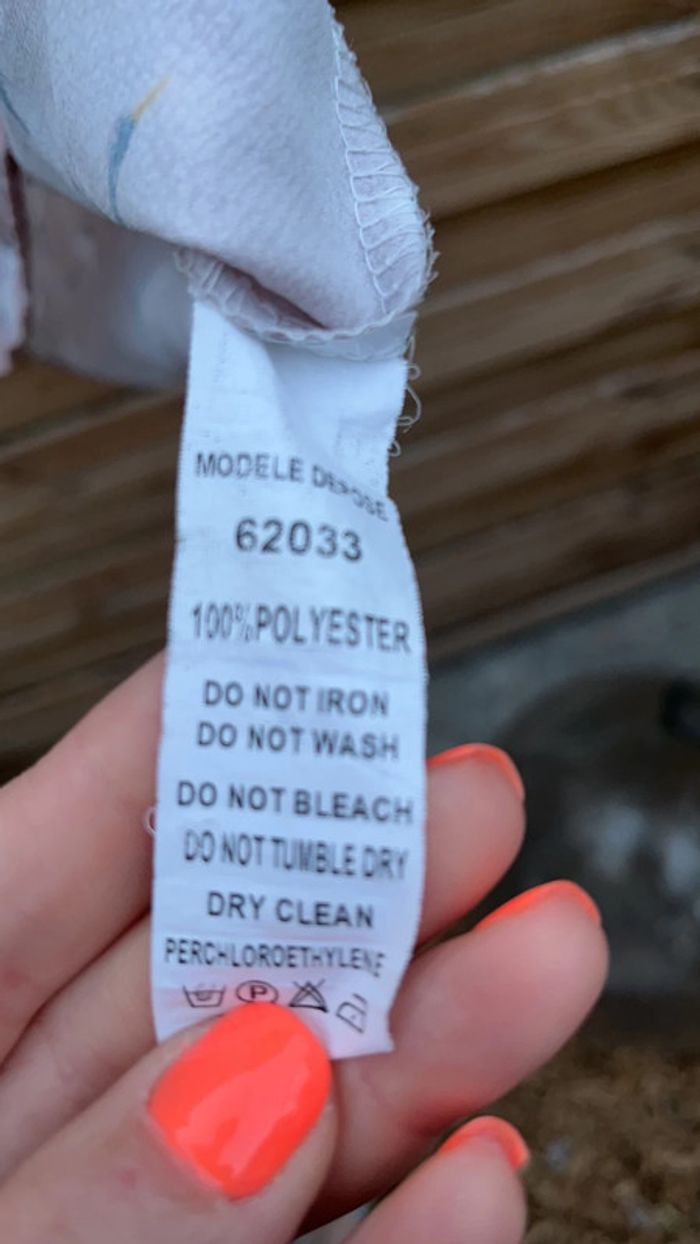 MODELE DEPOSE
62033
100%POLYESTER
DO NOT IRON
DO NOT WASH
DO NOT BLEACH
DO NOT TUMBLE DRY
DRY CLEAN
PERCHLOROETHYLENE
P